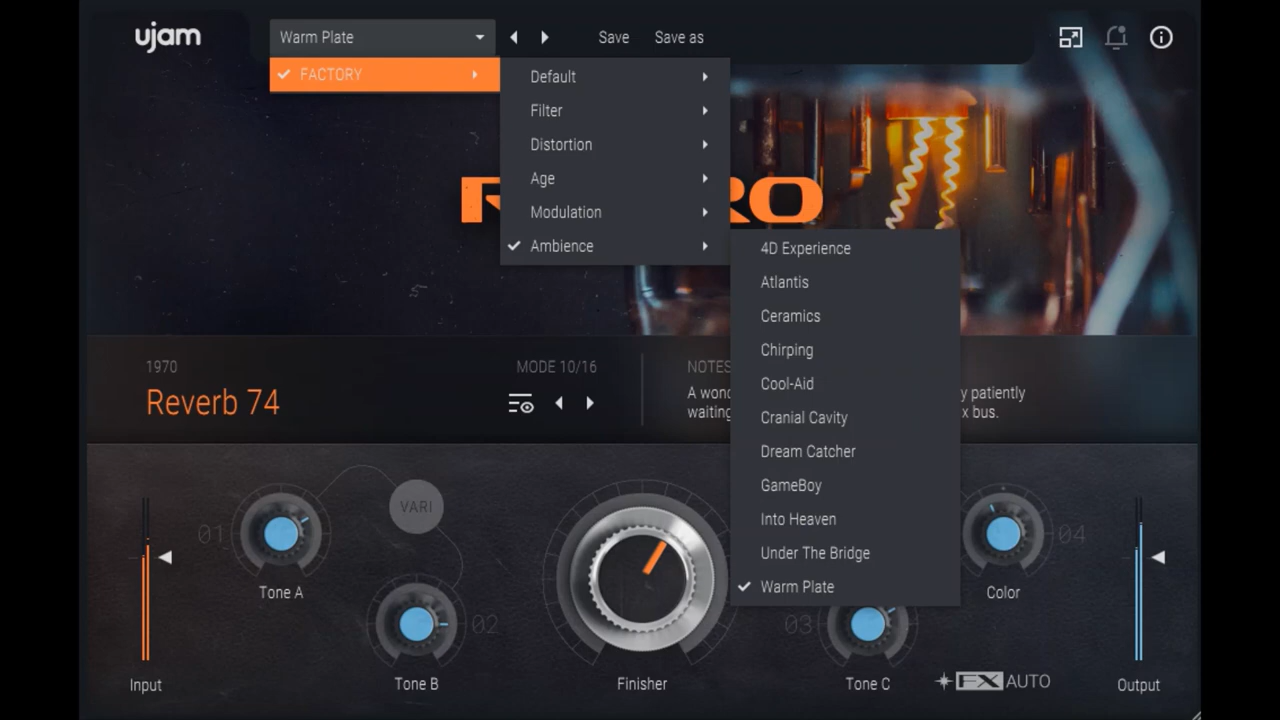 ujam
Warm Plate
Save
Save as
FACTORY
Default
Filter
Distortion
Age
Modulation
Ambience
4D Experience
Atlantis
Ceramics
Chirping
Cool-Aid
Cranial Cavity
Dream Catcher
GameBoy
Into Heaven
Under The Bridge
Warm Plate
1970
MODE 10/16
Reverb 74
NOTES
patiently
bus.
01
VARI
Tone A
02
Tone B
Finisher
03
Tone C
04
Color
Input
FX AUTO
Output